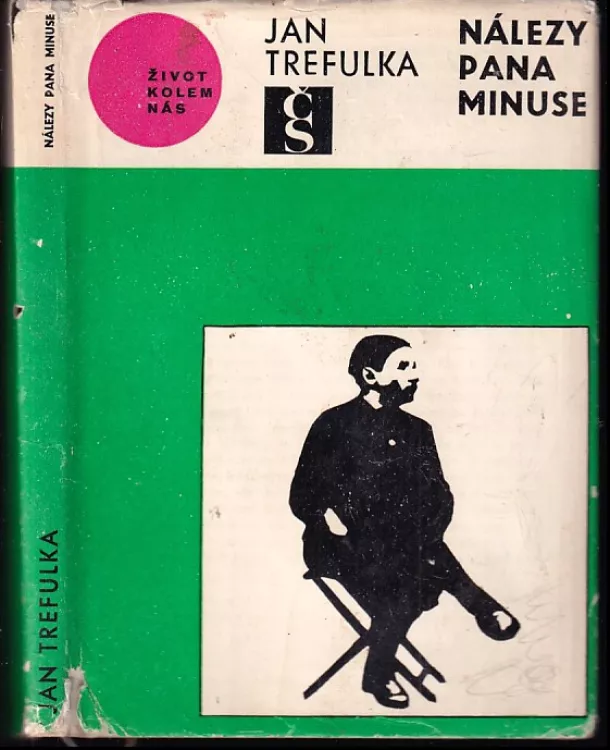 NÁLEZY PANA MINUSE
JAN TREFULKA
ŽIVOT
KOLEM
NÁS
JAN
TREFULKA
ČS
NÁLEZY
PANA
MINUSE